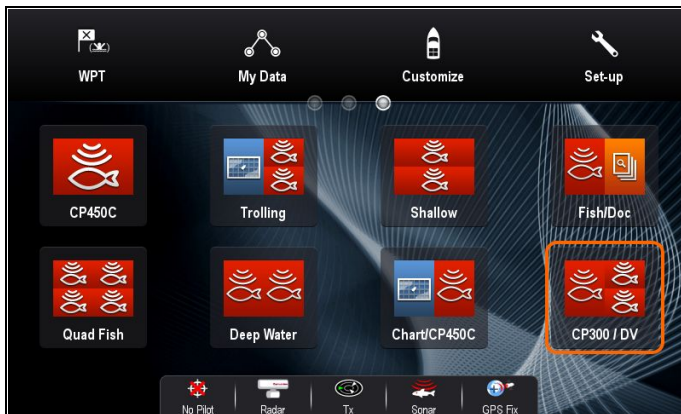 WPT
My Data
Customize
Set-up
CP450C
Trolling
Shallow
Fish/Doc
Quad Fish
Deep Water
Chart/CP450C
CP300 / DV
No Pilot
Radar
Tx
Sonar
GPS Fix